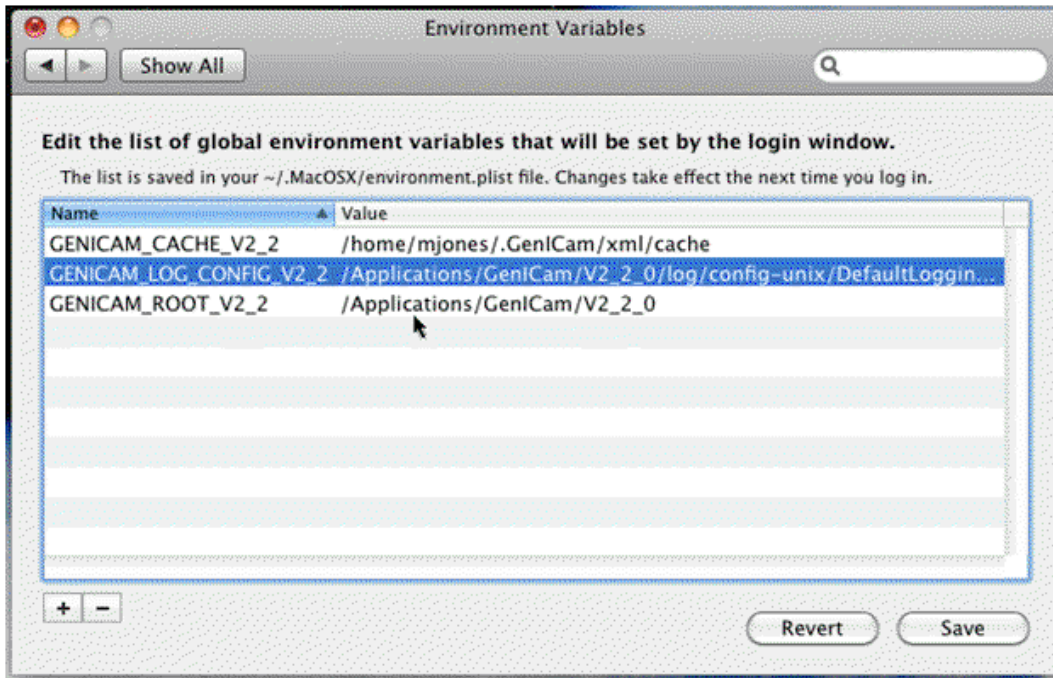 Environment Variables
Show All
Edit the list of global environment variables that will be set by the login window.
The list is saved in your ~/.MacOSX/environment.plist file. Changes take effect the next time you log in.
Name Value
GENICAM_CACHE_V2_2 /home/mjones/.GenICam/xml/cache
GENICAM_LOG_CONFIG_V2_2 /Applications/GenICam/V2_2_0/log/config-unix/DefaultLoggin...
GENICAM_ROOT_V2_2 /Applications/GenICam/V2_2_0
+ −
Revert Save